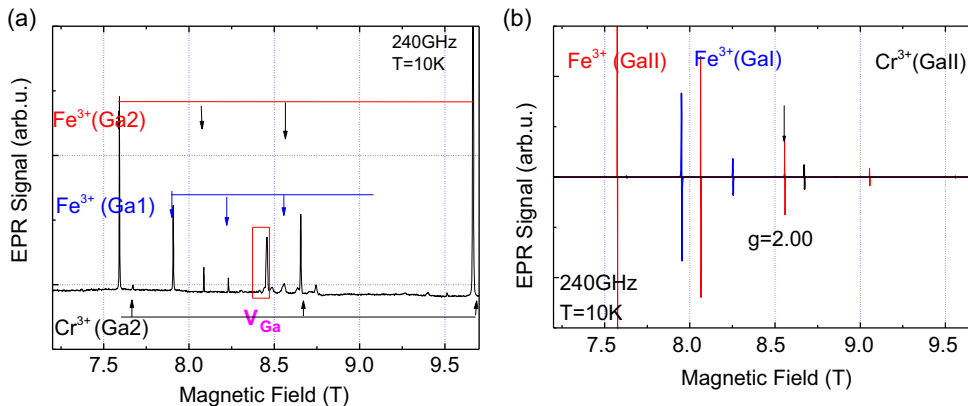 (a)
240GHz
T=10K
Fe³⁺(Ga2)
Fe³⁺(Ga1)
Cr³⁺(Ga2)
V Ga
EPR Signal (arb.u.)
7.5 8.0 8.5 9.0 9.5
Magnetic Field (T)
(b)
Fe³⁺ (GaII) Fe³⁺(GaI) Cr³⁺(GaII)
g=2.00
240GHz
T=10K
EPR Signal (arb.u.)
7.5 8.0 8.5 9.0 9.5
Magnetic Field (T)